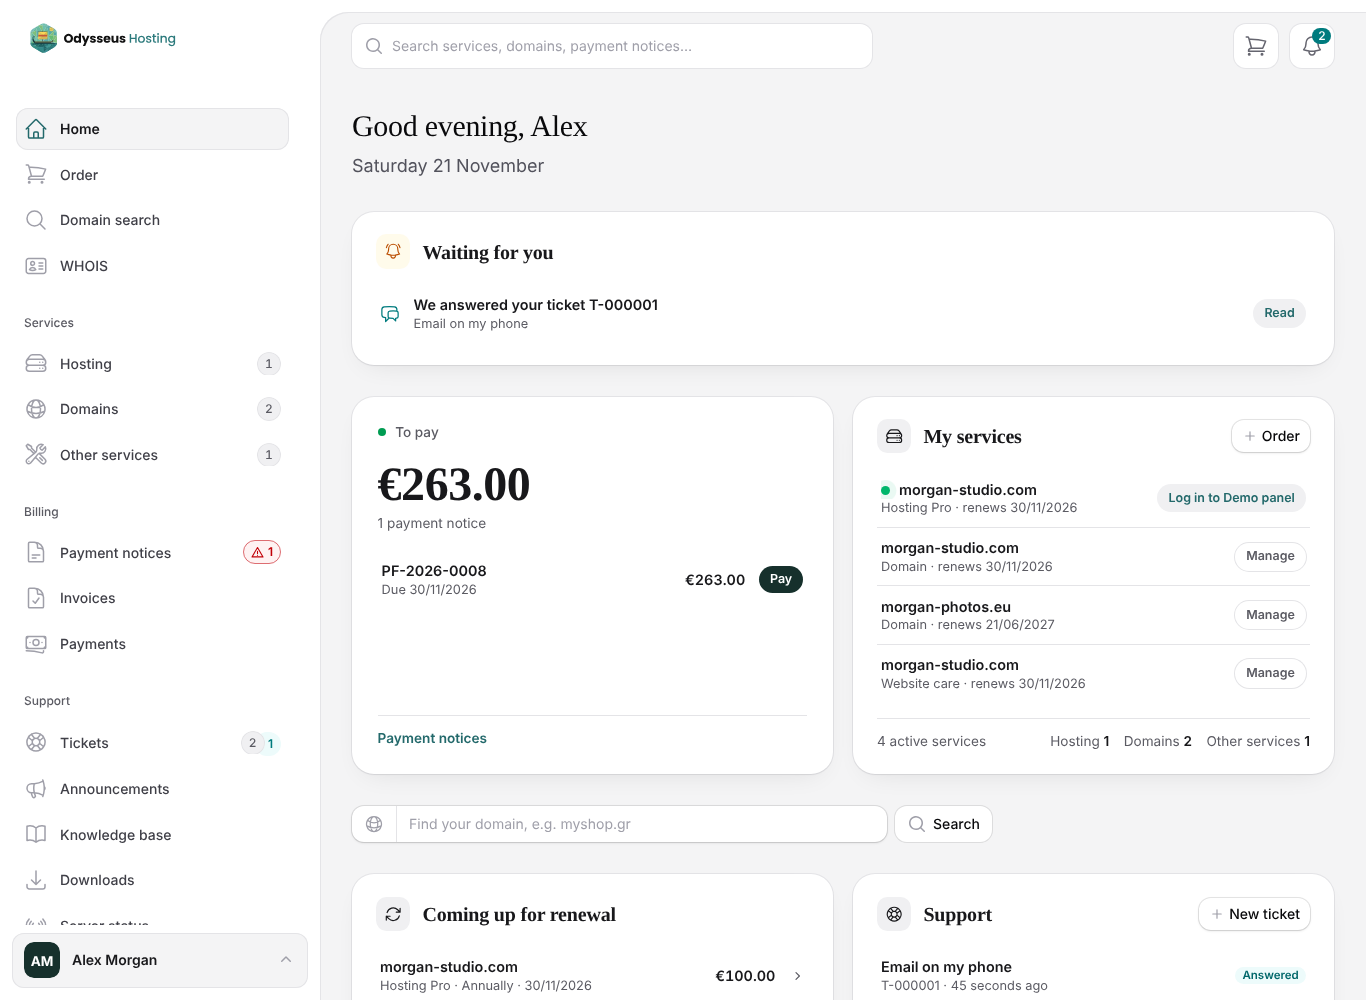 Odysseus Hosting
Search services, domains, payment notices...
2
Home
Order
Domain search
WHOIS
Services
Hosting 1
Domains 2
Other services 1
Billing
Payment notices 1
Invoices
Payments
Support
Tickets 2 1
Announcements
Knowledge base
Downloads
Server status
AM Alex Morgan
Good evening, Alex
Saturday 21 November
Waiting for you
We answered your ticket T-000001
Email on my phone
Read
To pay
€263.00
1 payment notice
PF-2026-0008
Due 30/11/2026
€263.00 Pay
Payment notices
My services
+ Order
morgan-studio.com
Hosting Pro · renews 30/11/2026
Log in to Demo panel
morgan-studio.com
Domain · renews 30/11/2026
Manage
morgan-photos.eu
Domain · renews 21/06/2027
Manage
morgan-studio.com
Website care · renews 30/11/2026
Manage
4 active services Hosting 1 Domains 2 Other services 1
Find your domain, e.g. myshop.gr
Search
Coming up for renewal
morgan-studio.com
Hosting Pro · Annually · 30/11/2026
€100.00
Support
+ New ticket
Email on my phone
T-000001 · 45 seconds ago
Answered